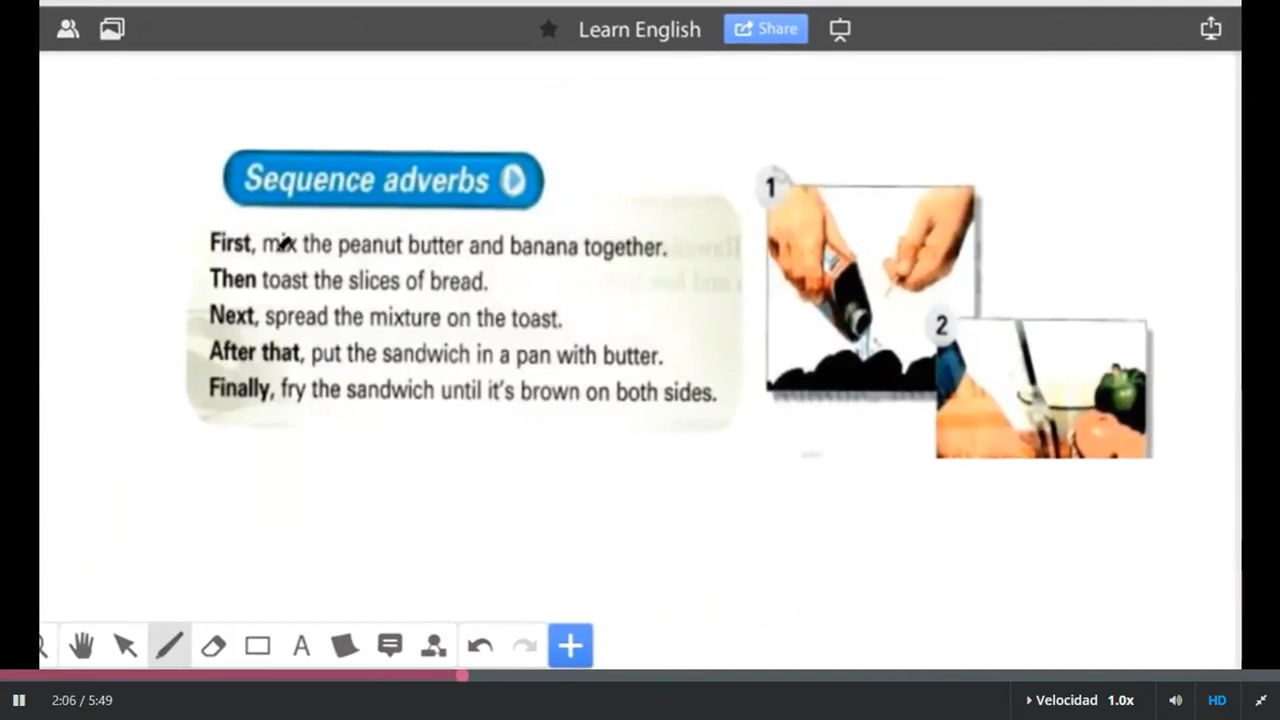 Learn English
Share
Sequence adverbs
1
First, mix the peanut butter and banana together.
Then toast the slices of bread.
Next, spread the mixture on the toast.
2
After that, put the sandwich in a pan with butter.
Finally, fry the sandwich until it's brown on both sides.
A
2:06 / 5:49
Velocidad 1.0x
HD